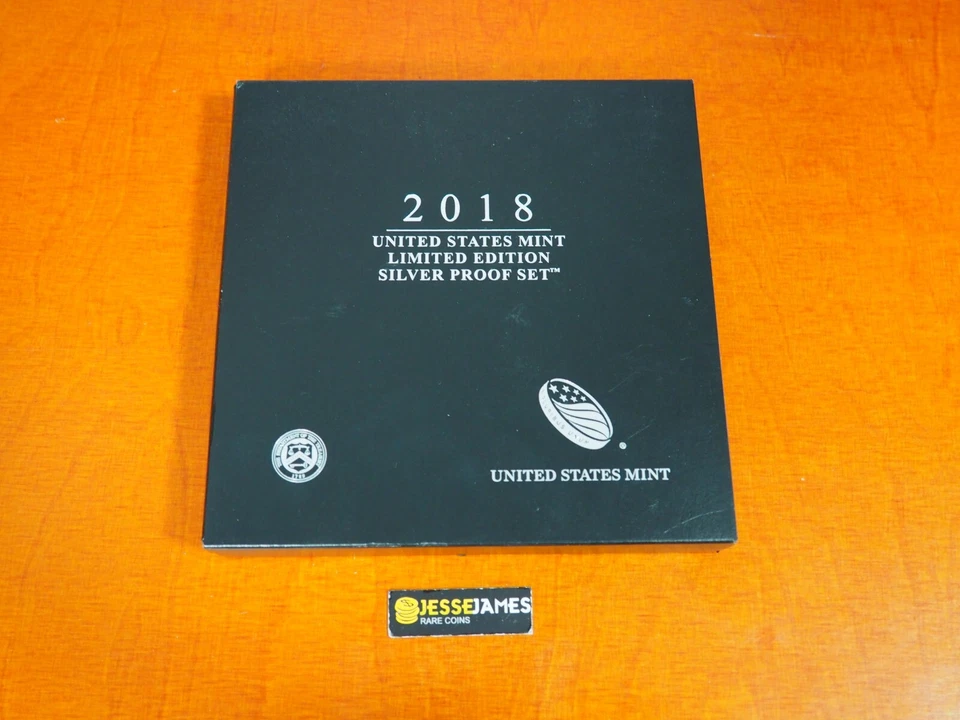 2018
UNITED STATES MINT
LIMITED EDITION
SILVER PROOF SET™
UNITED STATES MINT
JESSEJAMES
RARE COINS